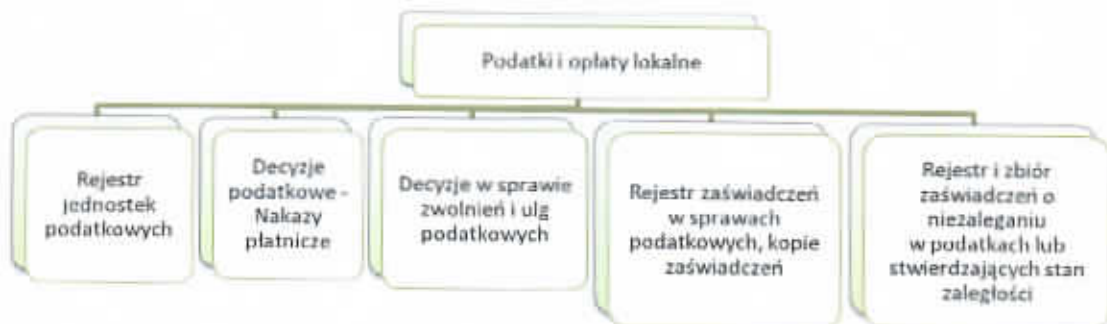 Podatki i opłaty lokalne
Rejestr
jednostek
podatkowych
Decyzje
podatkowe -
Nakazy
płatnicze
Decyzje w sprawie
zwolnień i ulg
podatkowych
Rejestr zaświadczeń
w sprawach
podatkowych, kopie
zaświadczeń
Rejestr i zbiór
zaświadczeń o
niezaleganiu
w podatkach lub
stwierdzających stan
zaległości